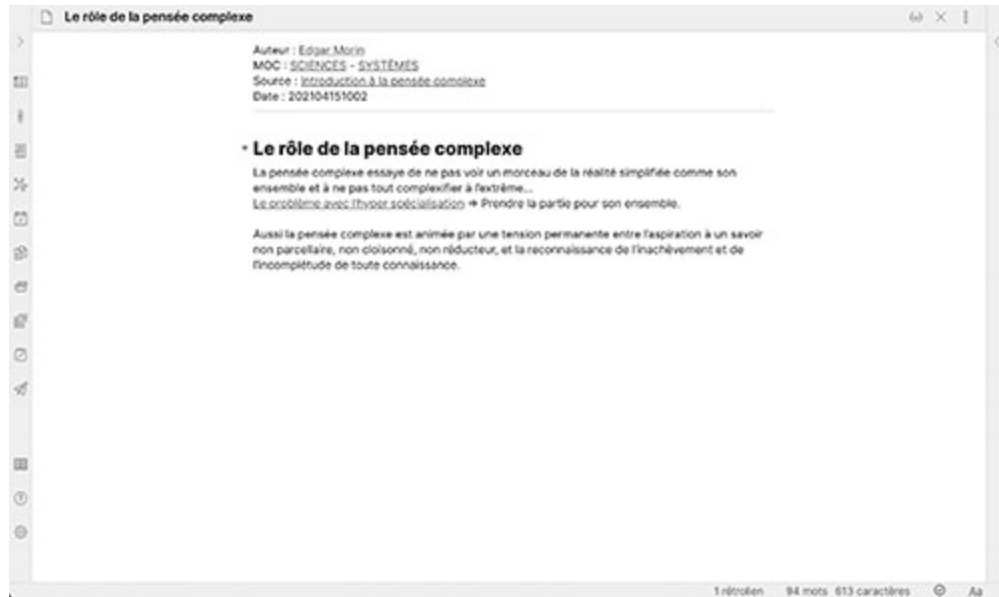 Le rôle de la pensée complexe
Auteur : Edgar Morin
MOC : SCIENCES - SYSTÈMES
Source : Introduction à la pensée complexe
Date : 202104151002
Le rôle de la pensée complexe
La pensée complexe essaye de ne pas voir un morceau de la réalité simplifiée comme son
ensemble et à ne pas tout complexifier à l'extrême...
Le problème avec l'hyper spécialisation → Prendre la partie pour son ensemble.
Aussi la pensée complexe est animée par une tension permanente entre l'aspiration à un savoir
non parcellaire, non cloisonné, non réducteur, et la reconnaissance de l'inachèvement et de
l'incomplétude de toute connaissance.
1 rétrolien 94 mots 613 caractères Aa